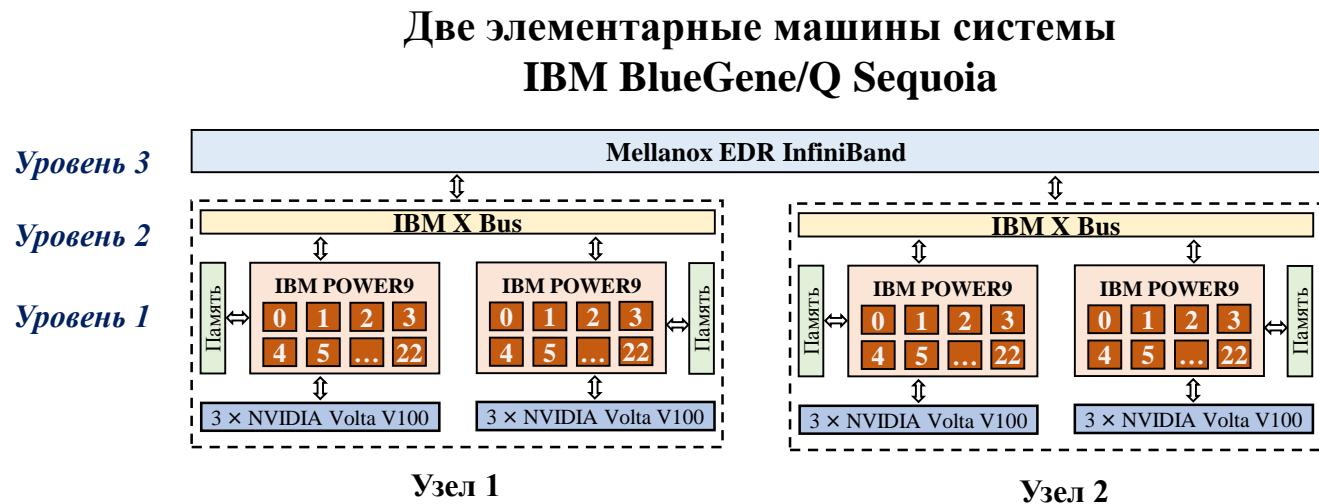 Две элементарные машины системы
IBM BlueGene/Q Sequoia
Уровень 3
Mellanox EDR InfiniBand
Уровень 2
IBM X Bus
IBM X Bus
Уровень 1
Память
IBM POWER9
0 1 2 3
4 5 ... 22
IBM POWER9
0 1 2 3
4 5 ... 22
Память
Память
IBM POWER9
0 1 2 3
4 5 ... 22
IBM POWER9
0 1 2 3
4 5 ... 22
Память
3 × NVIDIA Volta V100
3 × NVIDIA Volta V100
3 × NVIDIA Volta V100
3 × NVIDIA Volta V100
Узел 1
Узел 2